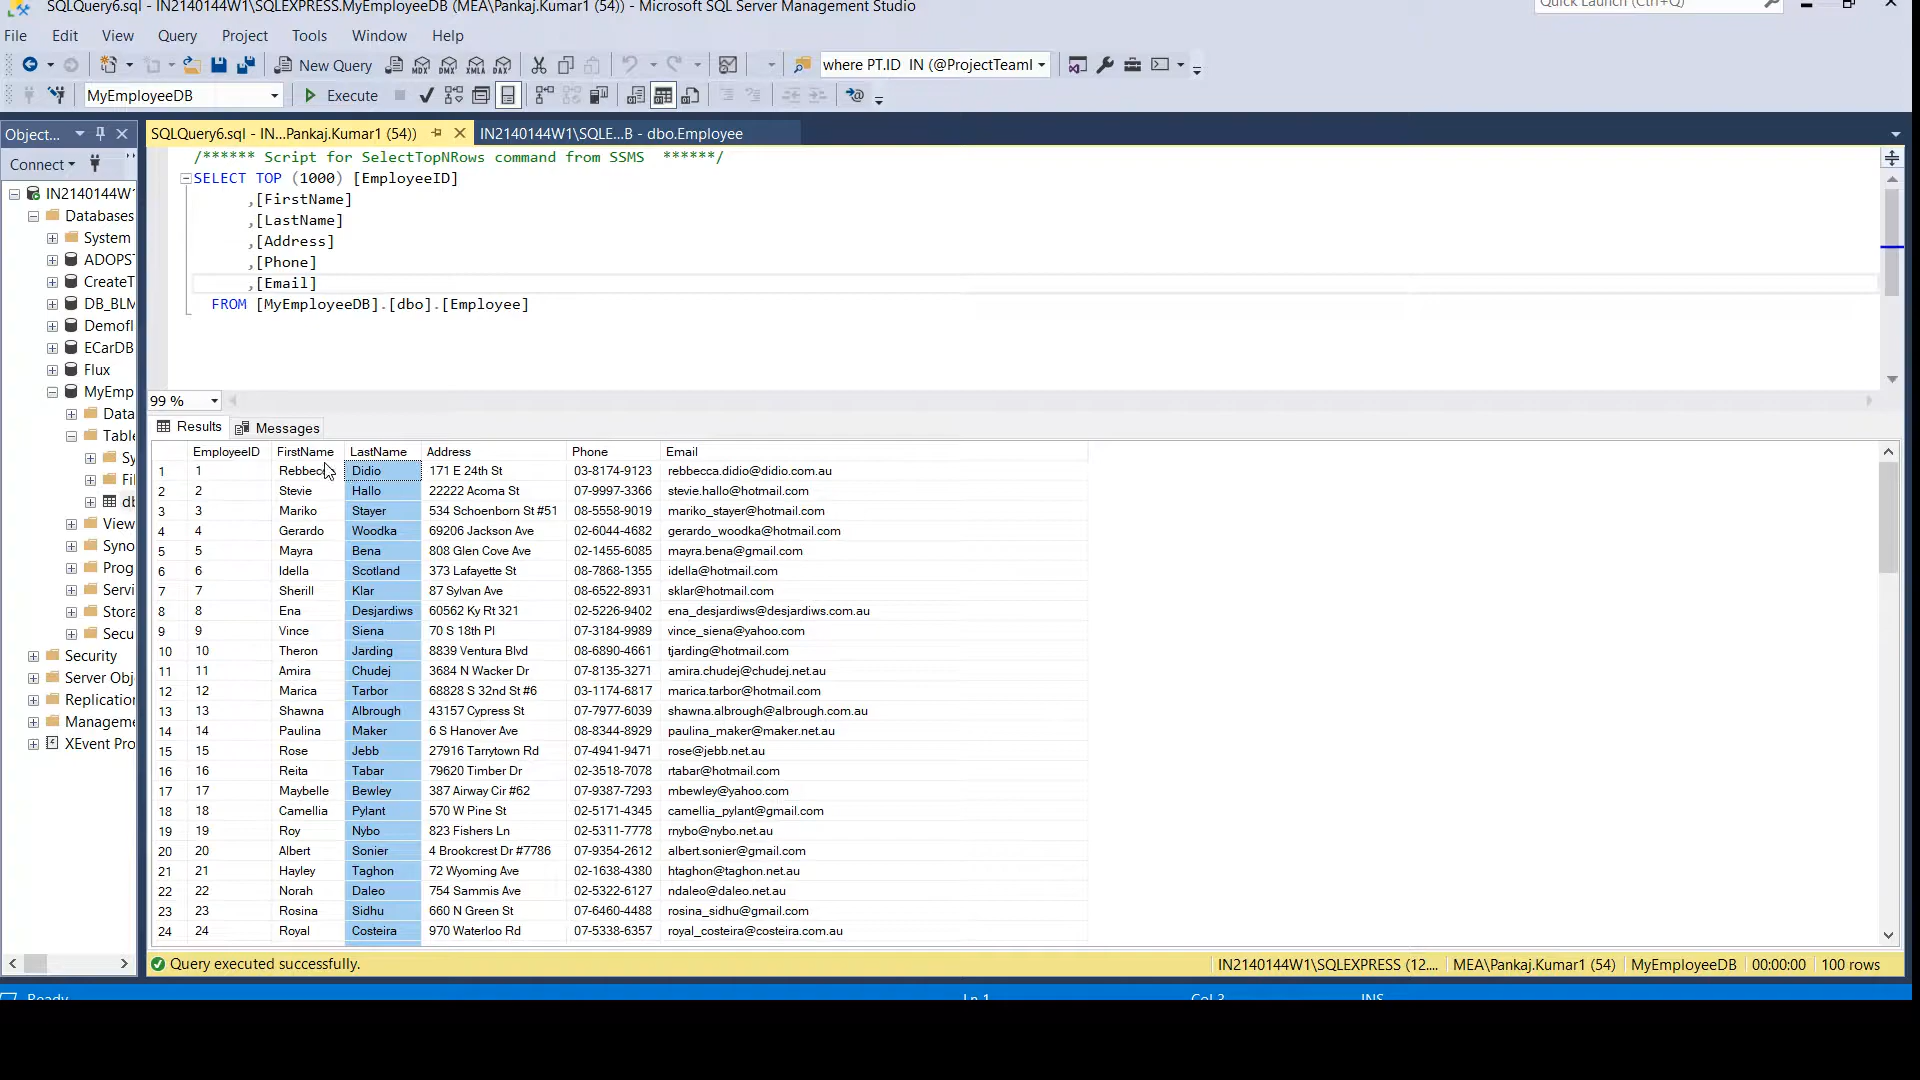 SQLQuery6.sql - IN2140144W1\SQLEXPRESS.MyEmployeeDB (MEA\Pankaj.Kumar1 (54)) - Microsoft SQL Server Management Studio
Quick Launch (Ctrl+Q)
File Edit View Query Project Tools Window Help
New Query MDX DMX XMLA DAX where PT.ID IN (@ProjectTeamI
MyEmployeeDB Execute
Object... SQLQuery6.sql - IN...Pankaj.Kumar1 (54)) IN2140144W1\SQLE...B - dbo.Employee
Connect
/****** Script for SelectTopNRows command from SSMS ******/
SELECT TOP (1000) [EmployeeID]
,[FirstName]
,[LastName]
,[Address]
,[Phone]
,[Email]
FROM [MyEmployeeDB].[dbo].[Employee]
IN2140144W1
Databases
System
ADOPS
CreateT
DB_BLM
Demofl
ECarDB
Flux
MyEmp
Data
Table
Sy
Fil
db
View
Syno
Prog
Servi
Stora
Secu
Security
Server Obj
Replication
Manageme
XEvent Pro
99 %
Results Messages
EmployeeID FirstName LastName Address Phone Email
1 1 Rebbecc Didio 171 E 24th St 03-8174-9123 rebbecca.didio@didio.com.au
2 2 Stevie Hallo 22222 Acoma St 07-9997-3366 stevie.hallo@hotmail.com
3 3 Mariko Stayer 534 Schoenborn St #51 08-5558-9019 mariko_stayer@hotmail.com
4 4 Gerardo Woodka 69206 Jackson Ave 02-6044-4682 gerardo_woodka@hotmail.com
5 5 Mayra Bena 808 Glen Cove Ave 02-1455-6085 mayra.bena@gmail.com
6 6 Idella Scotland 373 Lafayette St 08-7868-1355 idella@hotmail.com
7 7 Sherill Klar 87 Sylvan Ave 08-6522-8931 sklar@hotmail.com
8 8 Ena Desjardiws 60562 Ky Rt 321 02-5226-9402 ena_desjardiws@desjardiws.com.au
9 9 Vince Siena 70 S 18th Pl 07-3184-9989 vince_siena@yahoo.com
10 10 Theron Jarding 8839 Ventura Blvd 08-6890-4661 tjarding@hotmail.com
11 11 Amira Chudej 3684 N Wacker Dr 07-8135-3271 amira.chudej@chudej.net.au
12 12 Marica Tarbor 68828 S 32nd St #6 03-1174-6817 marica.tarbor@hotmail.com
13 13 Shawna Albrough 43157 Cypress St 07-7977-6039 shawna.albrough@albrough.com.au
14 14 Paulina Maker 6 S Hanover Ave 08-8344-8929 paulina_maker@maker.net.au
15 15 Rose Jebb 27916 Tarrytown Rd 07-4941-9471 rose@jebb.net.au
16 16 Reita Tabar 79620 Timber Dr 02-3518-7078 rtabar@hotmail.com
17 17 Maybelle Bewley 387 Airway Cir #62 07-9387-7293 mbewley@yahoo.com
18 18 Camellia Pylant 570 W Pine St 02-5171-4345 camellia_pylant@gmail.com
19 19 Roy Nybo 823 Fishers Ln 02-5311-7778 rnybo@nybo.net.au
20 20 Albert Sonier 4 Brookcrest Dr #7786 07-9354-2612 albert.sonier@gmail.com
21 21 Hayley Taghon 72 Wyoming Ave 02-1638-4380 htaghon@taghon.net.au
22 22 Norah Daleo 754 Sammis Ave 02-5322-6127 ndaleo@daleo.net.au
23 23 Rosina Sidhu 660 N Green St 07-6460-4488 rosina_sidhu@gmail.com
24 24 Royal Costeira 970 Waterloo Rd 07-5338-6357 royal_costeira@costeira.com.au
Query executed successfully. IN2140144W1\SQLEXPRESS (12.... MEA\Pankaj.Kumar1 (54) MyEmployeeDB 00:00:00 100 rows
Ready Ln 1 Col 3 INS